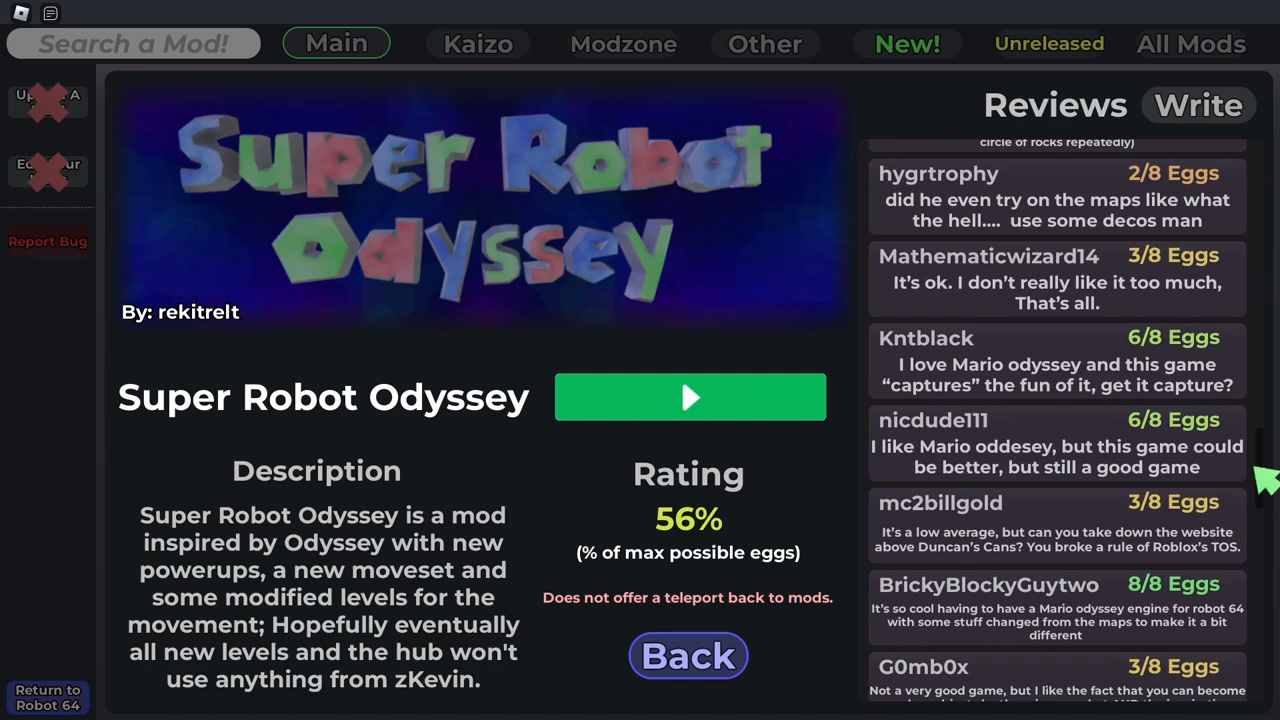 Search a Mod!
Main
Kaizo
Modzone
Other
New!
Unreleased
All Mods
Report Bug
Return to
Robot 64
Super Robot
Odyssey
By: rekitrelt
Super Robot Odyssey
Description
Super Robot Odyssey is a mod
inspired by Odyssey with new
powerups, a new moveset and
some modified levels for the
movement; Hopefully eventually
all new levels and the hub won't
use anything from zKevin.
Rating
56%
(% of max possible eggs)
Does not offer a teleport back to mods.
Back
Reviews
Write
circle of rocks repeatedly)
hygrtrophy 2/8 Eggs
did he even try on the maps like what
the hell.... use some decos man
Mathematicwizard14 3/8 Eggs
It’s ok. I don’t really like it too much,
That’s all.
Kntblack 6/8 Eggs
I love Mario odyssey and this game
“captures” the fun of it, get it capture?
nicdude111 6/8 Eggs
I like Mario oddesey, but this game could
be better, but still a good game
mc2billgold 3/8 Eggs
It’s a low average, but can you take down the website
above Duncan’s Cans? You broke a rule of Roblox’s TOS.
BrickyBlockyGuytwo 8/8 Eggs
It’s so cool having to have a Mario odyssey engine for robot 64
with some stuff changed from the maps to make it a bit
different
G0mb0x 3/8 Eggs
Not a very good game, but I like the fact that you can become